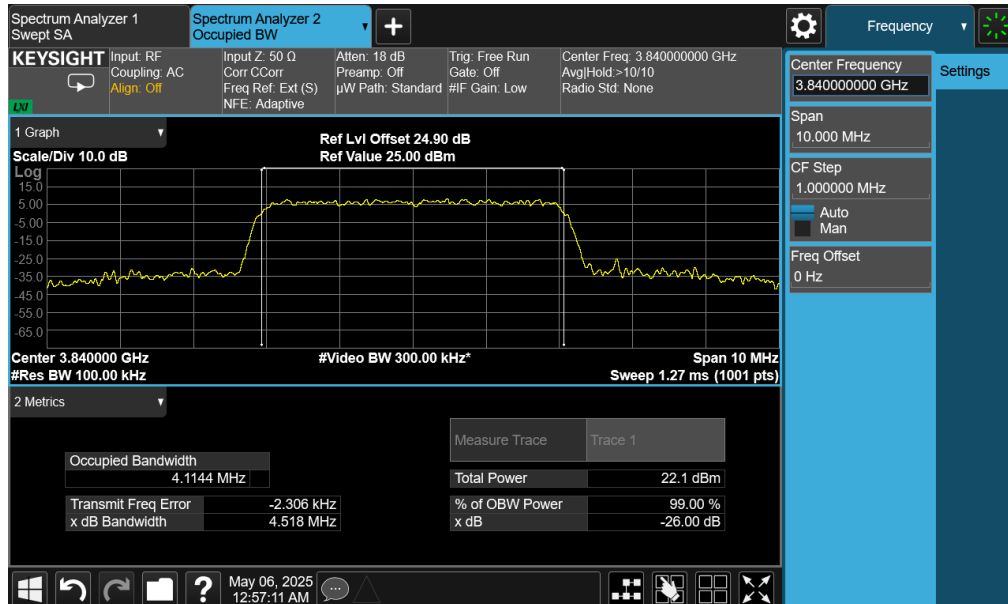 Spectrum Analyzer 1
Swept SA
Spectrum Analyzer 2
Occupied BW
▼
+
Frequency
▼
KEYSIGHT
LXI
Input: RF
Coupling: AC
Align: Off
Input Z: 50 Ω
Corr CCorr
Freq Ref: Ext (S)
NFE: Adaptive
Atten: 18 dB
Preamp: Off
µW Path: Standard
Trig: Free Run
Gate: Off
#IF Gain: Low
Center Freq: 3.840000000 GHz
Avg|Hold:>10/10
Radio Std: None
Center Frequency
3.840000000 GHz
Settings
Span
10.000 MHz
CF Step
1.000000 MHz
Auto
Man
Freq Offset
0 Hz
1 Graph
▼
Scale/Div 10.0 dB
Ref Lvl Offset 24.90 dB
Ref Value 25.00 dBm
Log
15.0
5.00
-5.00
-15.0
-25.0
-35.0
-45.0
-55.0
-65.0
Center 3.840000 GHz
#Video BW 300.00 kHz*
Span 10 MHz
#Res BW 100.00 kHz
Sweep 1.27 ms (1001 pts)
2 Metrics
▼
Measure Trace
Trace 1
Occupied Bandwidth
4.1144 MHz
Total Power
22.1 dBm
Transmit Freq Error
-2.306 kHz
% of OBW Power
99.00 %
x dB Bandwidth
4.518 MHz
x dB
-26.00 dB
?
May 06, 2025
12:57:11 AM